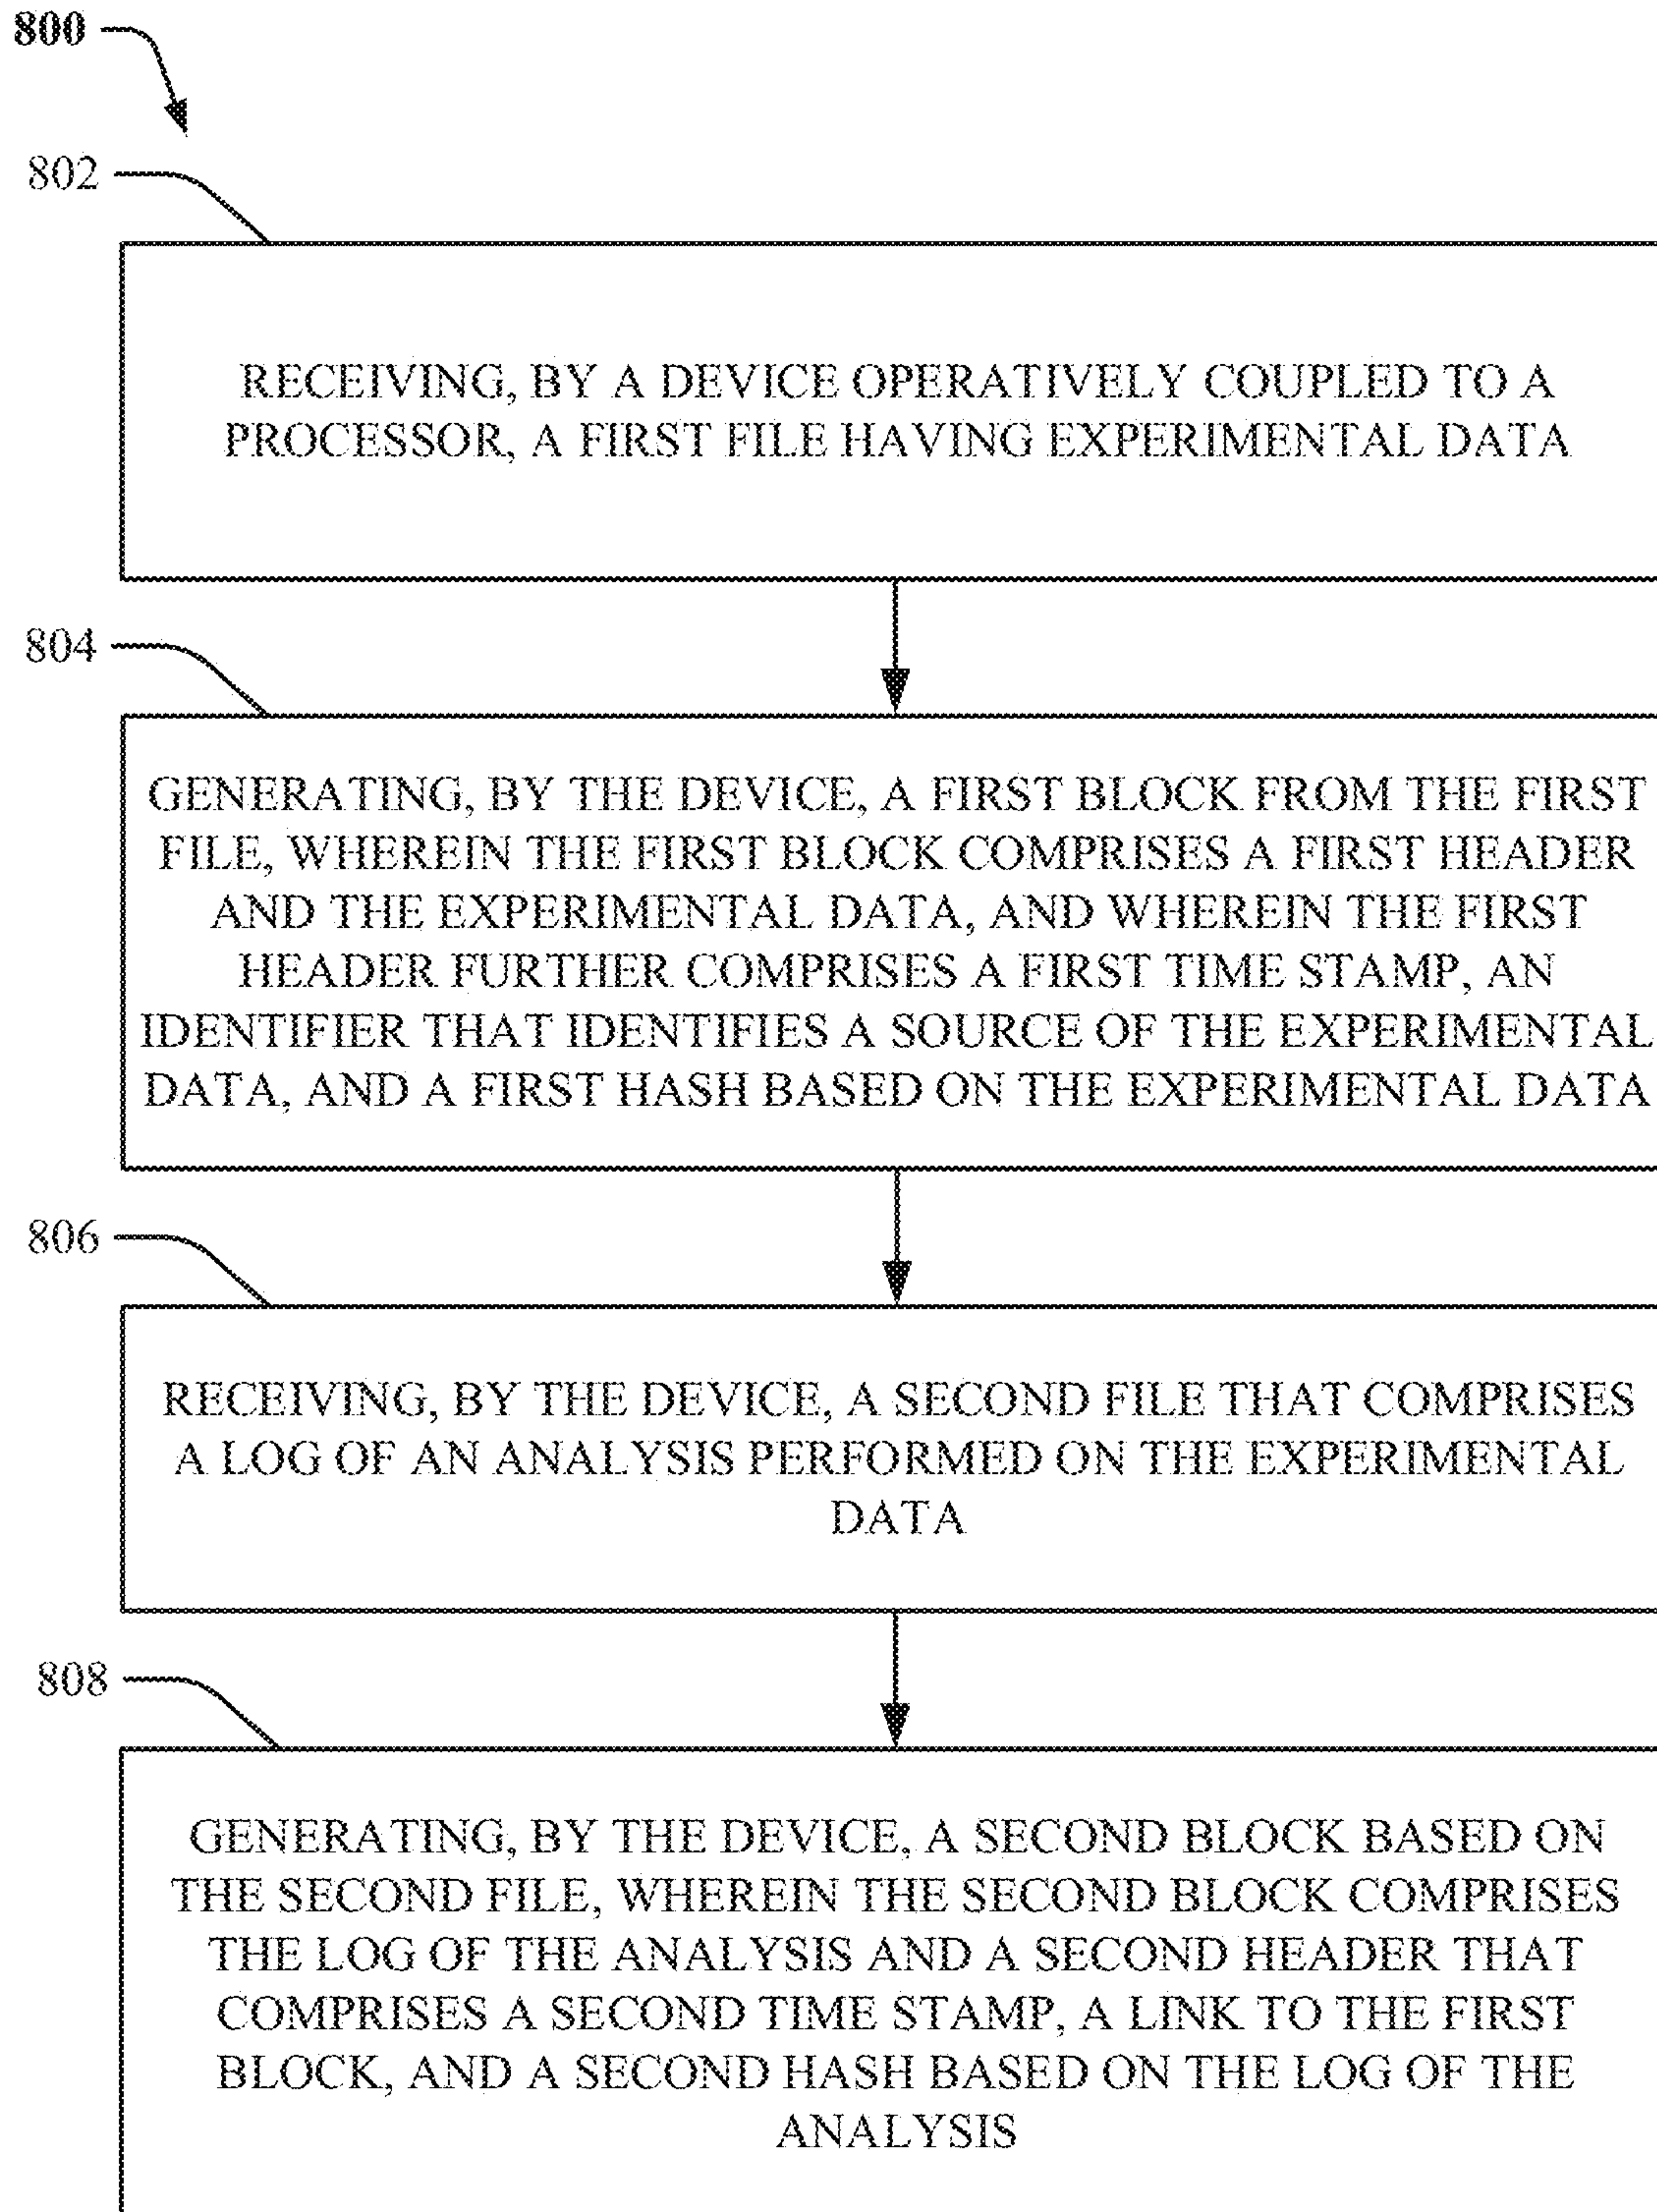 800
802
RECEIVING, BY A DEVICE OPERATIVELY COUPLED TO A
PROCESSOR, A FIRST FILE HAVING EXPERIMENTAL DATA
804
GENERATING, BY THE DEVICE, A FIRST BLOCK FROM THE FIRST
FILE, WHEREIN THE FIRST BLOCK COMPRISES A FIRST HEADER
AND THE EXPERIMENTAL DATA, AND WHEREIN THE FIRST
HEADER FURTHER COMPRISES A FIRST TIME STAMP, AN
IDENTIFIER THAT IDENTIFIES A SOURCE OF THE EXPERIMENTAL
DATA, AND A FIRST HASH BASED ON THE EXPERIMENTAL DATA
806
RECEIVING, BY THE DEVICE, A SECOND FILE THAT COMPRISES
A LOG OF AN ANALYSIS PERFORMED ON THE EXPERIMENTAL
DATA
808
GENERATING, BY THE DEVICE, A SECOND BLOCK BASED ON
THE SECOND FILE, WHEREIN THE SECOND BLOCK COMPRISES
THE LOG OF THE ANALYSIS AND A SECOND HEADER THAT
COMPRISES A SECOND TIME STAMP, A LINK TO THE FIRST
BLOCK, AND A SECOND HASH BASED ON THE LOG OF THE
ANALYSIS